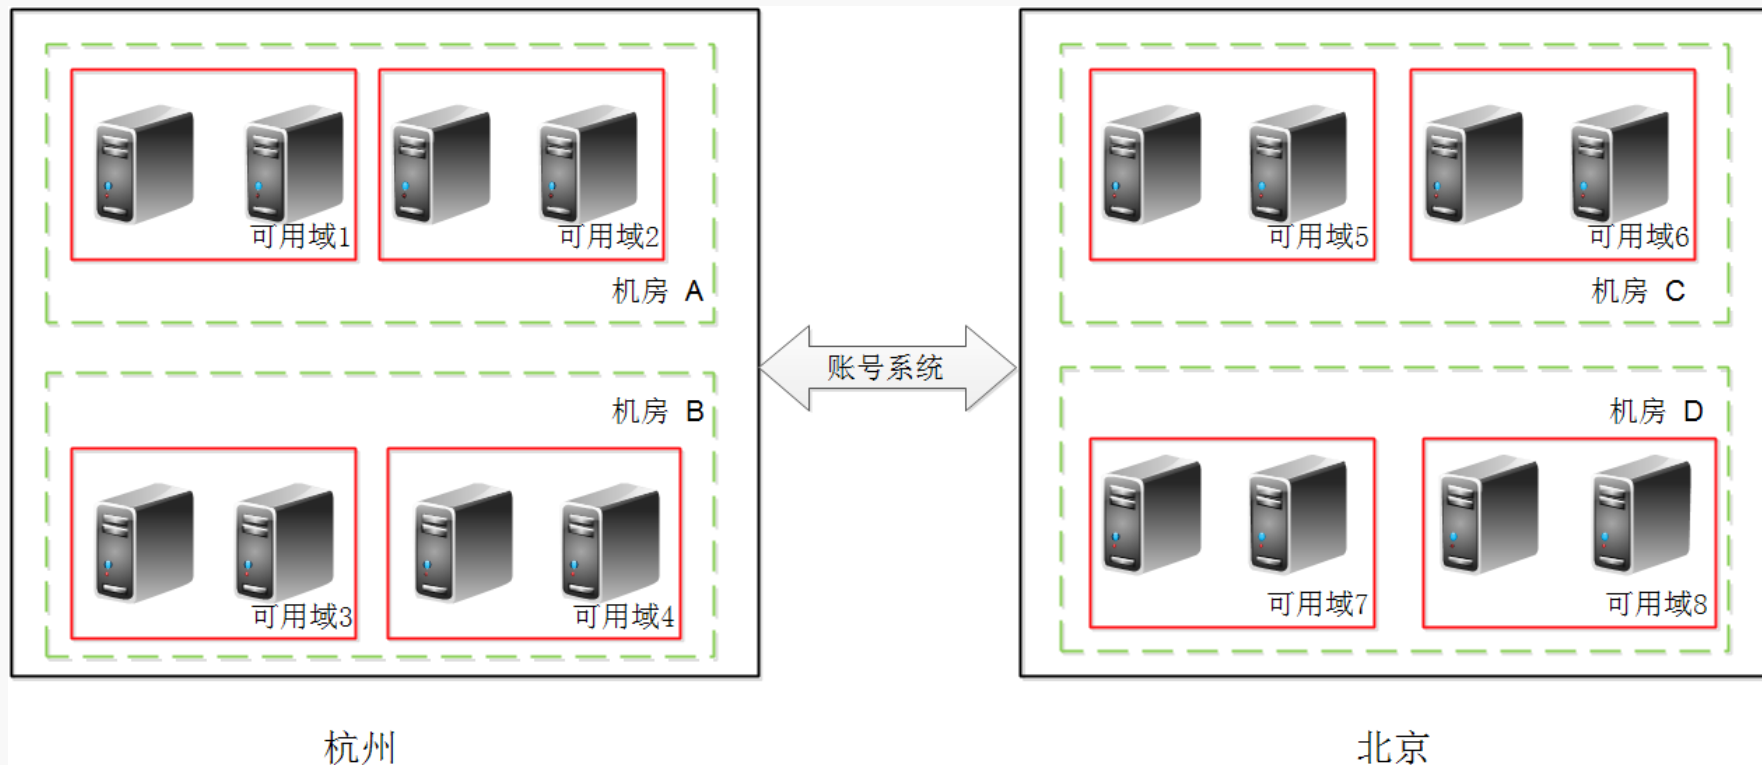 可用域1
可用域2
机房 A
机房 B
可用域3
可用域4
杭州
账号系统
可用域5
可用域6
机房 C
机房 D
可用域7
可用域8
北京